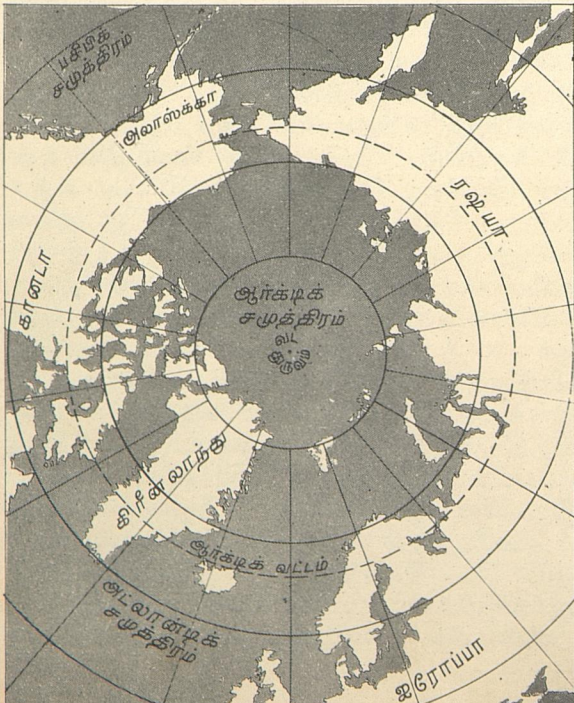 பசிபிக்
சமுத்திரம்
அலாஸ்க்கா
ரஷ்யா
கானடா
ஆர்க்டிக்
சமுத்திரம்
வட
துருவம்
கிரீன்லாந்து
ஆர்க்டிக் வட்டம்
அட்லாண்டிக்
சமுத்திரம்
ஐரோப்பா